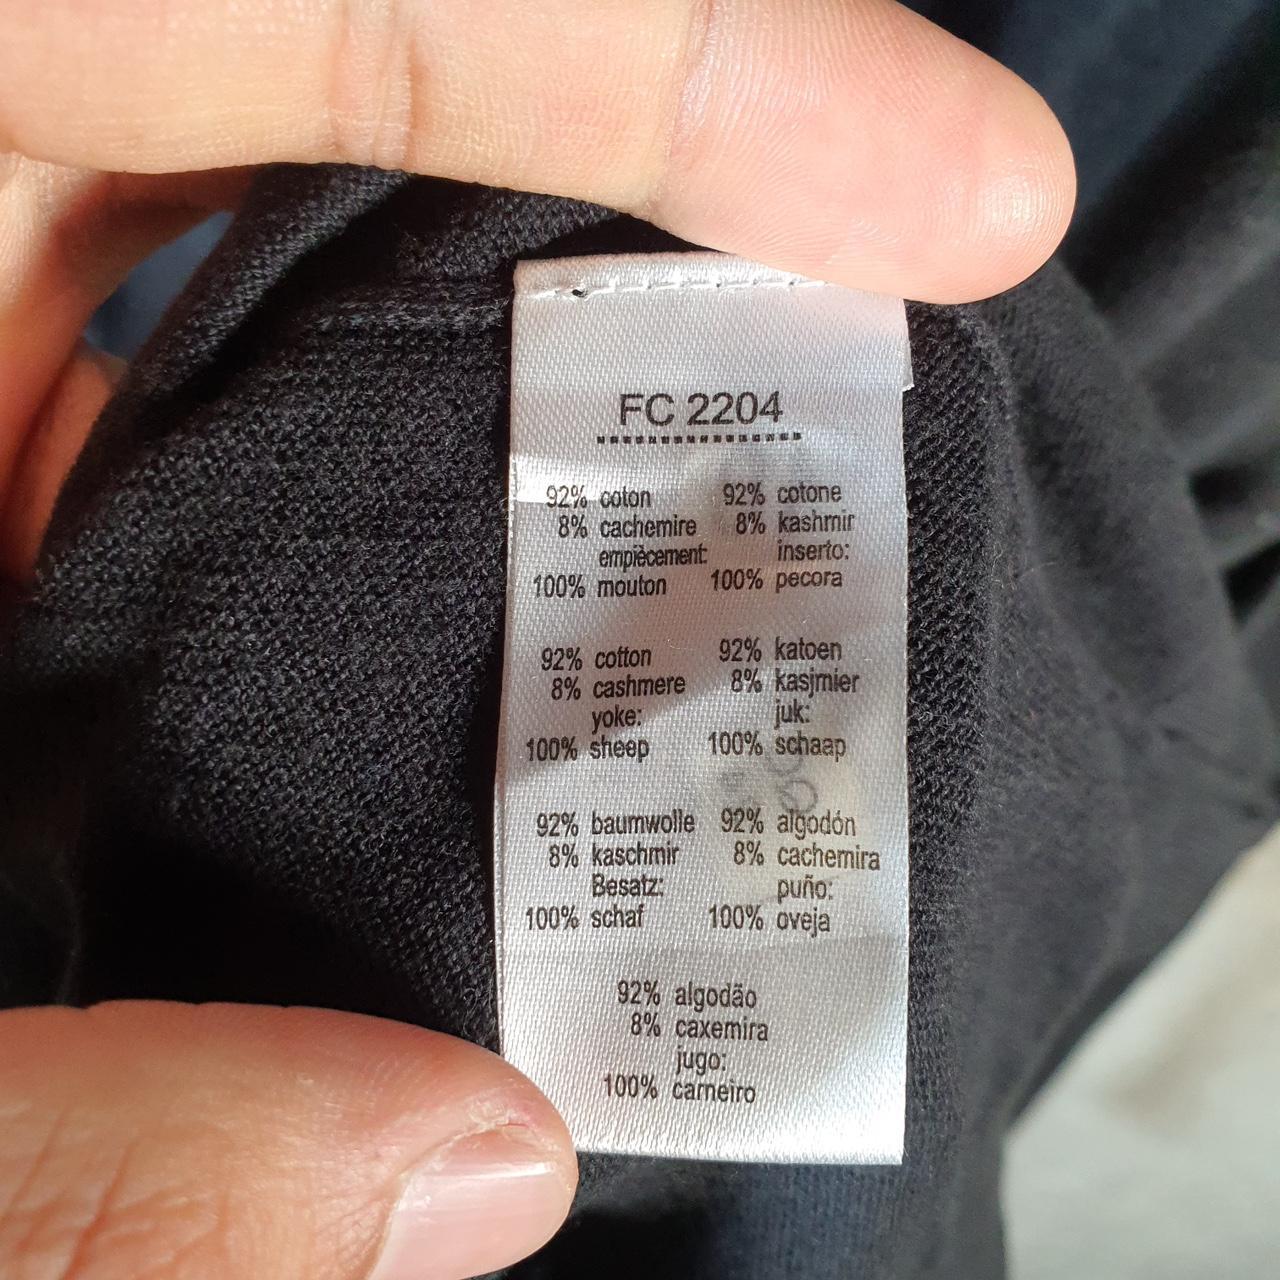 FC 2204
92% coton
8% cachemire
empiècement:
100% mouton
92% cotone
8% kashmir
inserto:
100% pecora
92% cotton
8% cashmere
yoke:
100% sheep
92% katoen
8% kasjmier
juk:
100% schaap
92% baumwolle
8% kaschmir
Besatz:
100% schaf
92% algodón
8% cachemira
puño:
100% oveja
92% algodão
8% caxemira
jugo:
100% carneiro